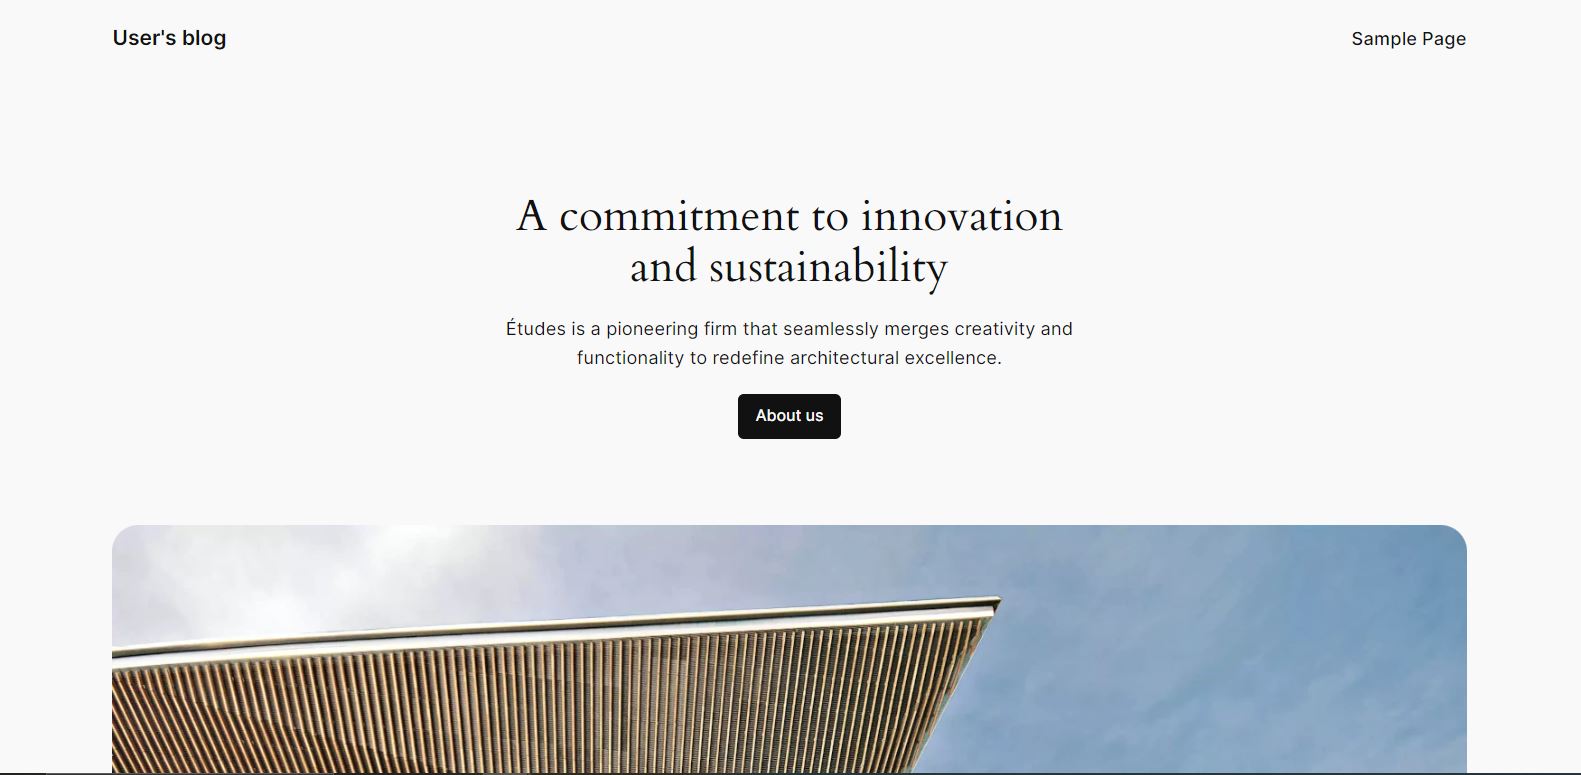 User's blog
Sample Page
A commitment to innovation
and sustainability
Études is a pioneering firm that seamlessly merges creativity and
functionality to redefine architectural excellence.
About us